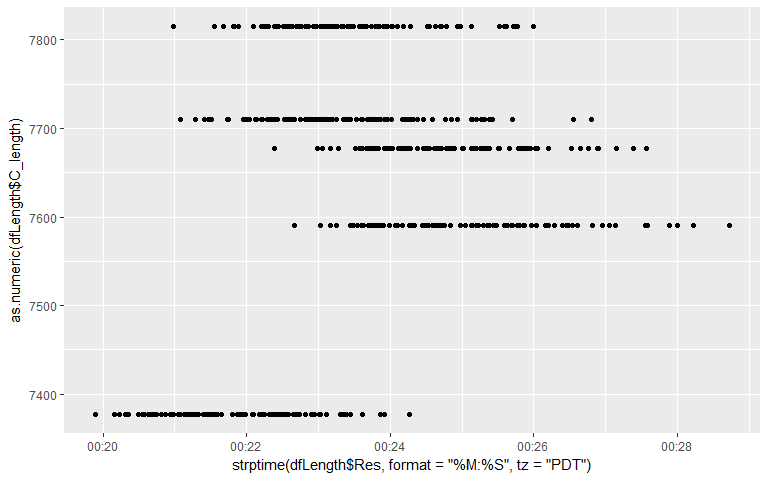 7800
7700
7600
7500
7400
as.numeric(dfLength$C_length)
00:20 00:22 00:24 00:26 00:28
strptime(dfLength$Res, format = "%M:%S", tz = "PDT")